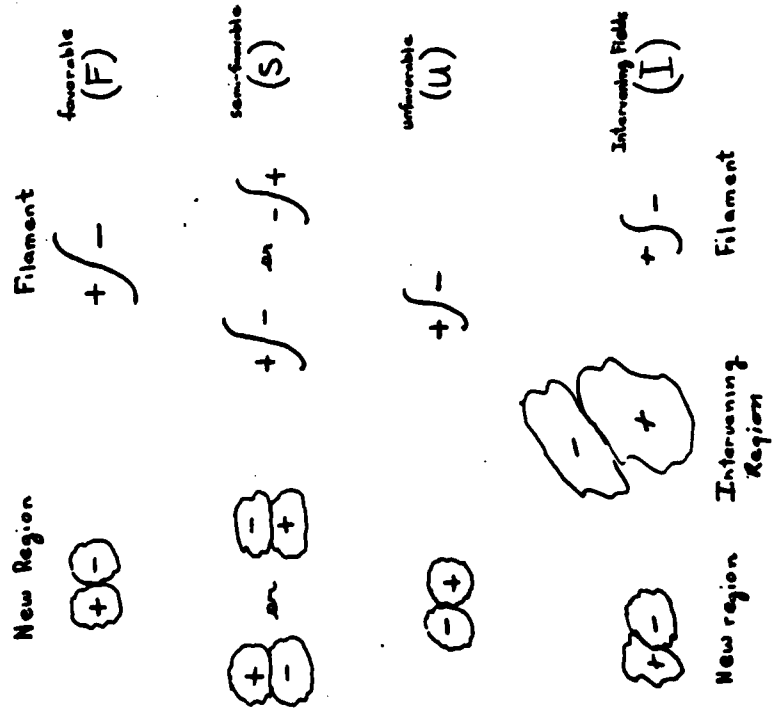 New Region Filament
+ - + - favorable (F)
+ - or - + + - or - + semi-favorable (S)
- + + - unfavorable (U)
+ - - + + - Intervening Fields (I)
New region Intervening Region Filament